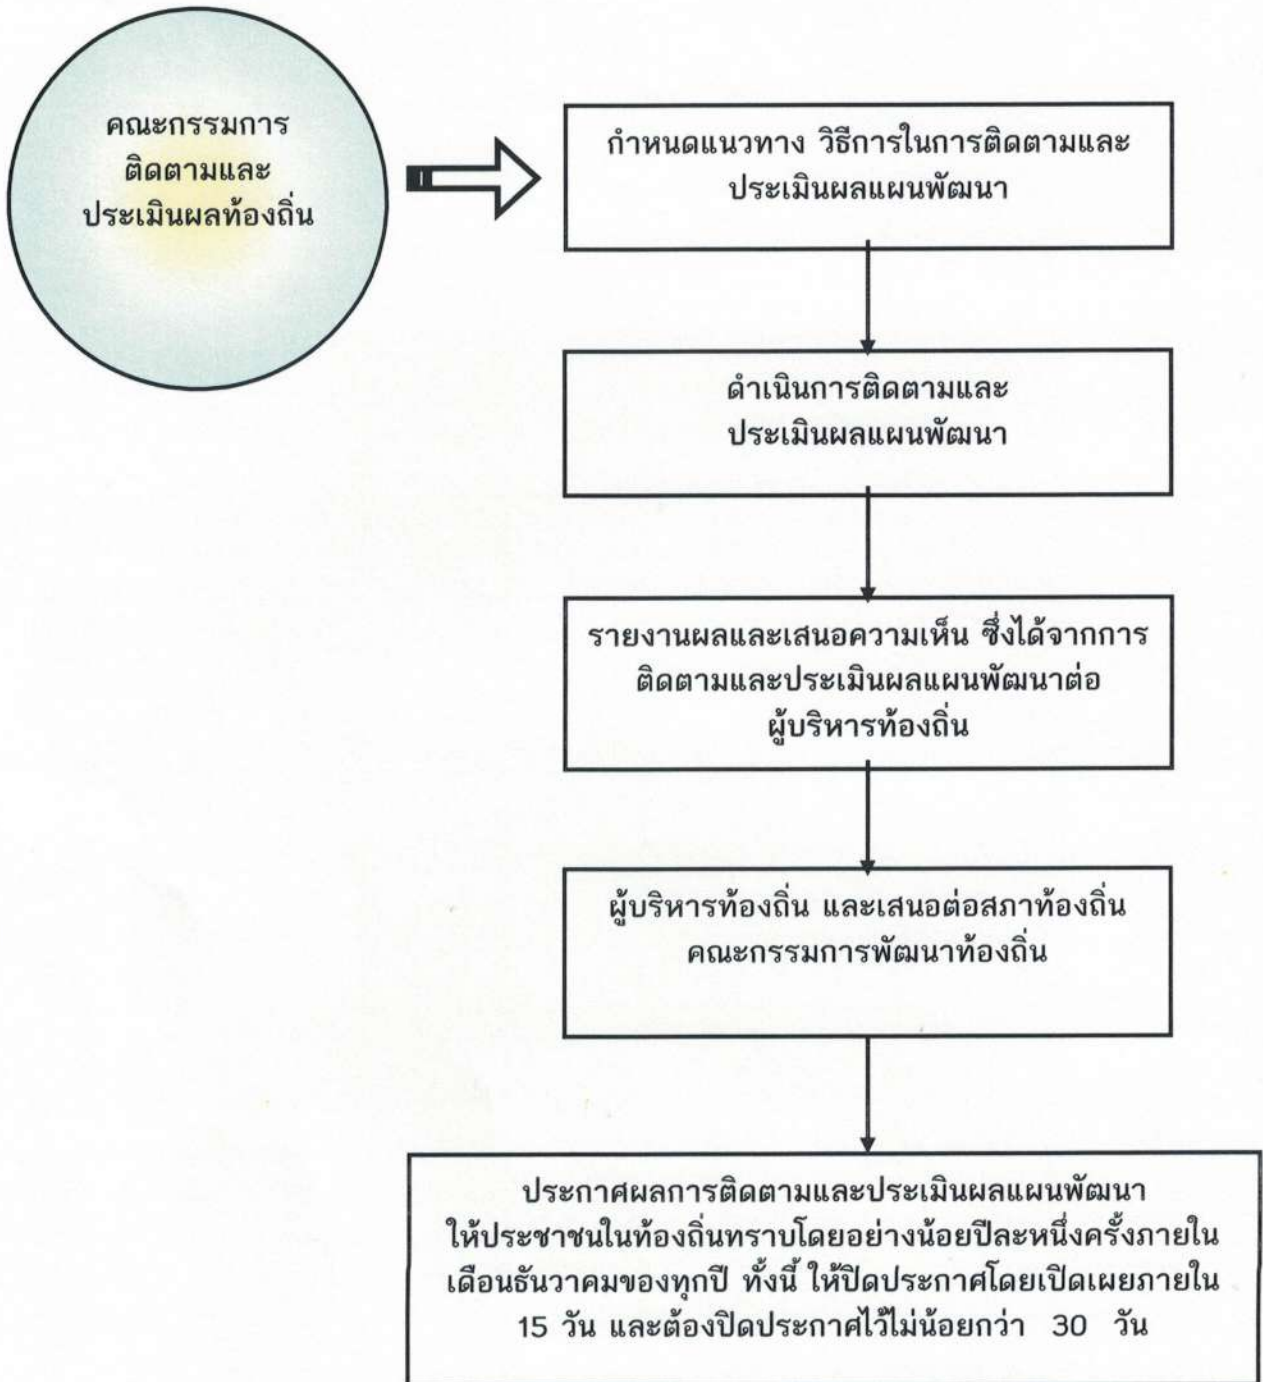 คณะกรรมการ
ติดตามและ
ประเมินผลท้องถิ่น
กำหนดแนวทาง วิธีการในการติดตามและ
ประเมินผลแผนพัฒนา
ดำเนินการติดตามและ
ประเมินผลแผนพัฒนา
รายงานผลและเสนอความเห็น ซึ่งได้จากการ
ติดตามและประเมินผลแผนพัฒนาต่อ
ผู้บริหารท้องถิ่น
ผู้บริหารท้องถิ่น และเสนอต่อสภาท้องถิ่น
คณะกรรมการพัฒนาท้องถิ่น
ประกาศผลการติดตามและประเมินผลแผนพัฒนา
ให้ประชาชนในท้องถิ่นทราบโดยอย่างน้อยปีละหนึ่งครั้งภายใน
เดือนธันวาคมของทุกปี ทั้งนี้ ให้ปิดประกาศโดยเปิดเผยภายใน
15 วัน และต้องปิดประกาศไว้ไม่น้อยกว่า 30 วัน